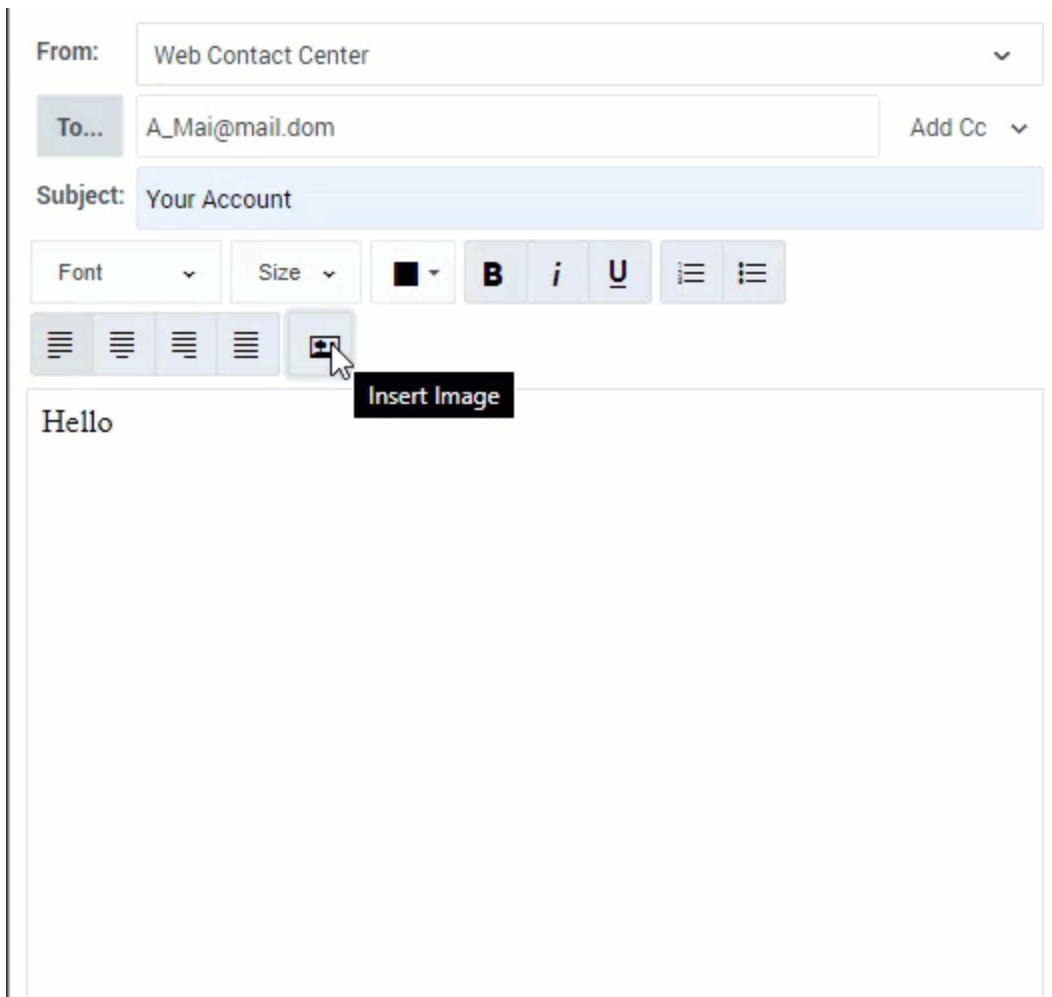 From: Web Contact Center
To... A_Mai@mail.dom Add Cc
Subject: Your Account
Font Size B i U
Insert Image
Hello